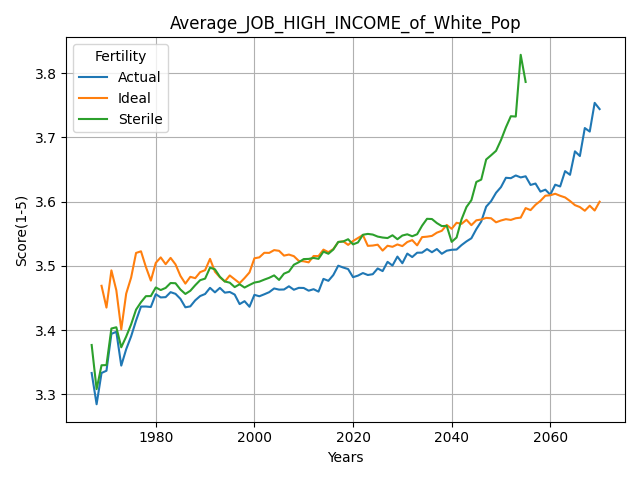 Average_JOB_HIGH_INCOME_of_White_Pop
Fertility
Actual
Ideal
Sterile
Score(1-5)
3.8
3.7
3.6
3.5
3.4
3.3
1980 2000 2020 2040 2060
Years